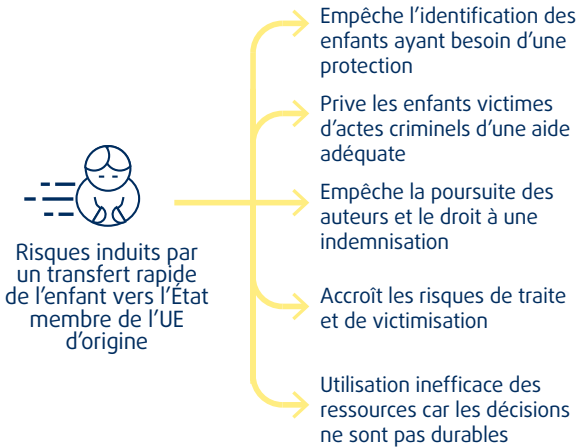 Risques induits par
un transfert rapide
de l’enfant vers l’État
membre de l’UE
d’origine
Empêche l’identification des
enfants ayant besoin d’une
protection
Prive les enfants victimes
d’actes criminels d’une aide
adéquate
Empêche la poursuite des
auteurs et le droit à une
indemnisation
Accroît les risques de traite
et de victimisation
Utilisation inefficace des
ressources car les décisions
ne sont pas durables